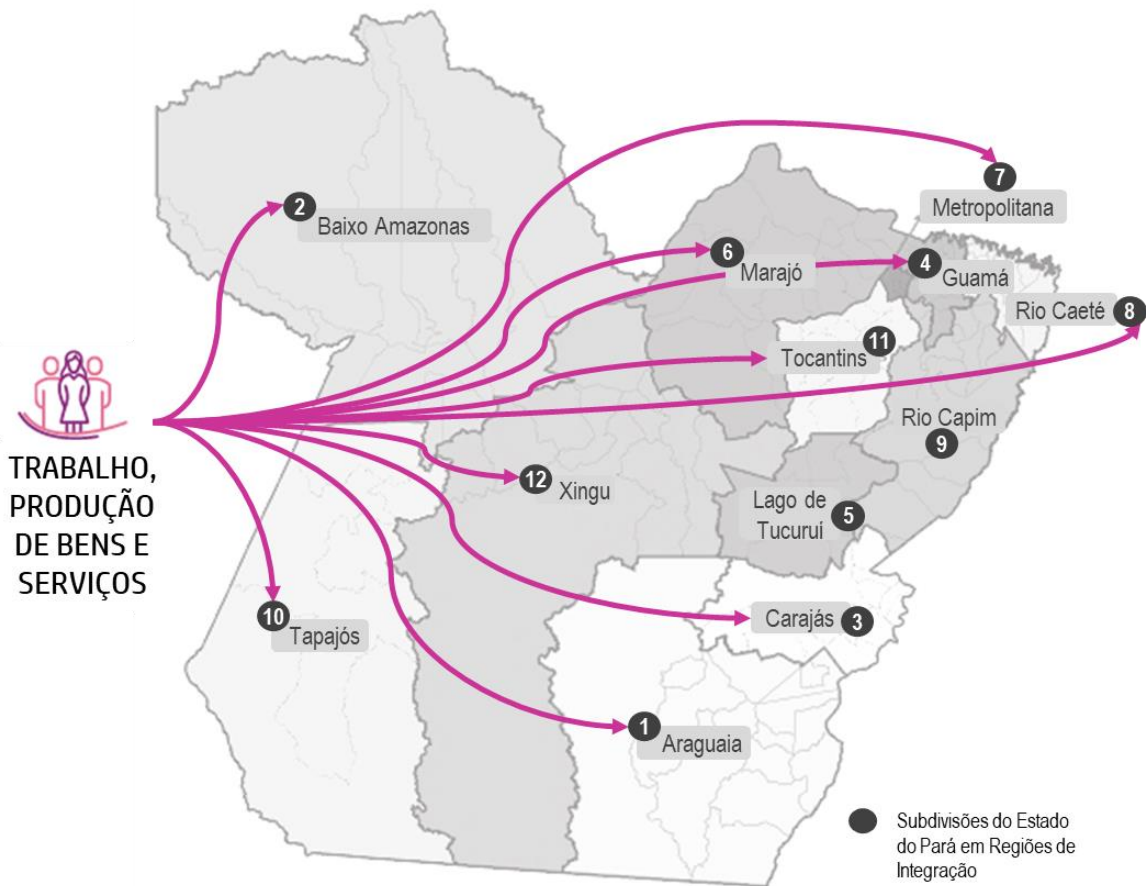 7
Metropolitana
2
Baixo Amazonas
6
Marajó
4
Guamá
Rio Caeté 8
11
Tocantins
Rio Capim
9
TRABALHO,
PRODUÇÃO
DE BENS E
SERVIÇOS
12
Xingu
Lago de
Tucuruí
5
10
Tapajós
Carajás 3
1
Araguaia
Subdivisões do Estado
do Pará em Regiões de
Integração